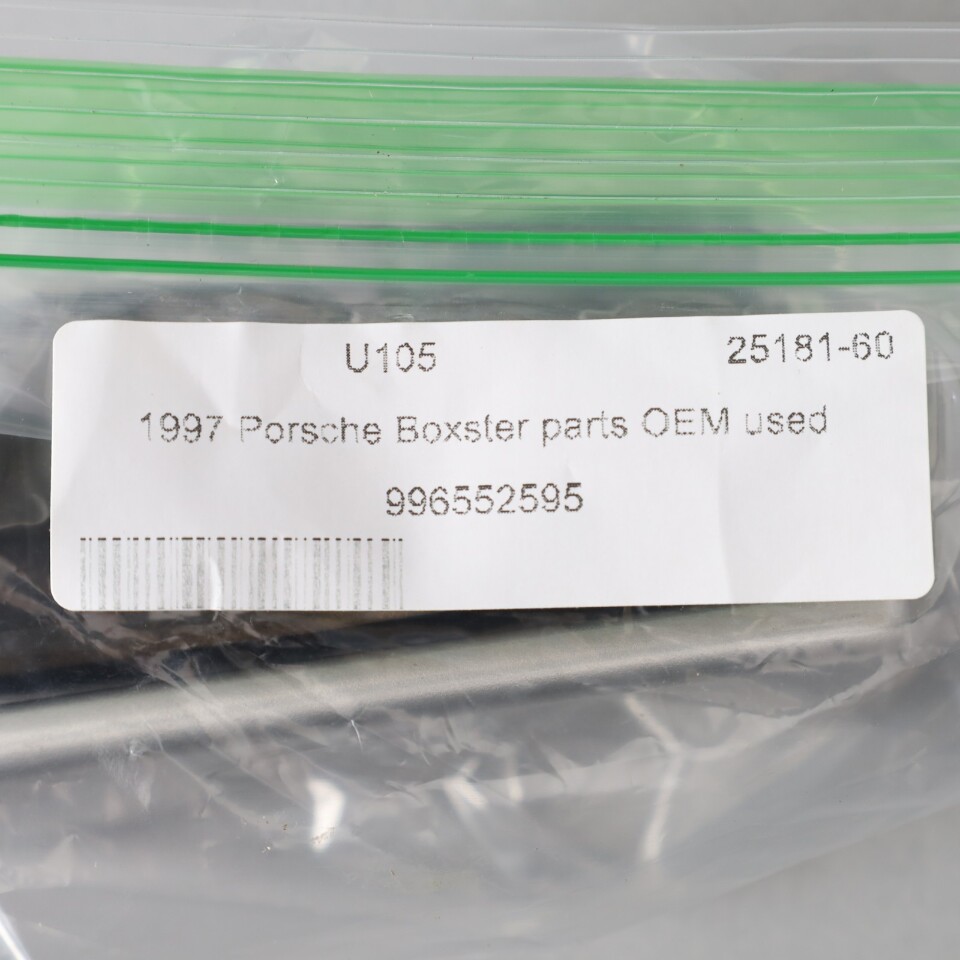 U105 25181-60
1997 Porsche Boxster parts OEM used
996552595